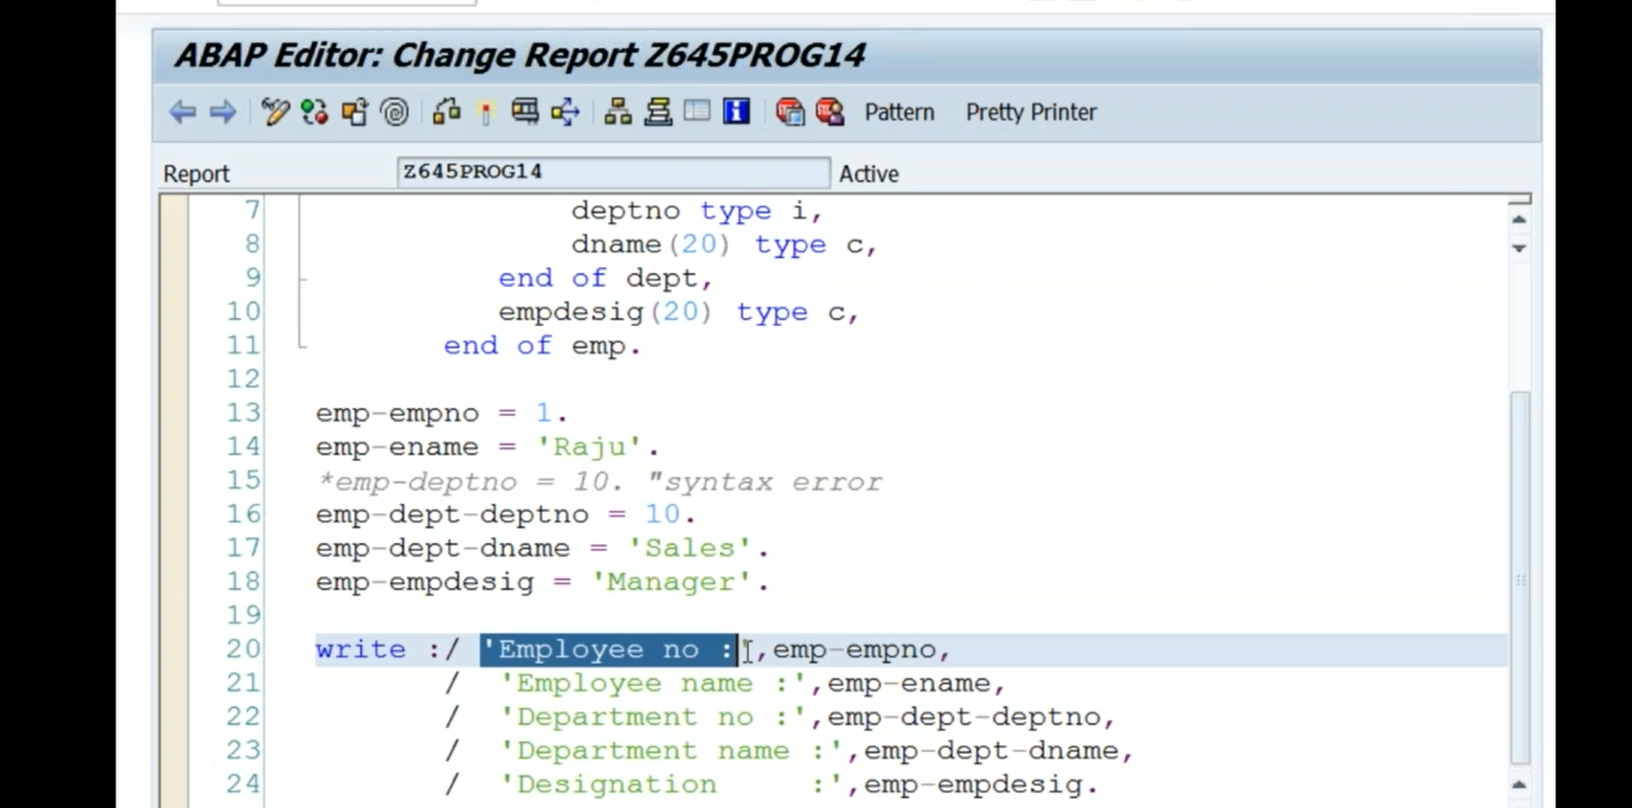 ABAP Editor: Change Report Z645PROG14
Pattern Pretty Printer
Report Z645PROG14 Active
7 deptno type i,
8 dname(20) type c,
9 end of dept,
10 empdesig(20) type c,
11 end of emp.
12
13 emp-empno = 1.
14 emp-ename = 'Raju'.
15 *emp-deptno = 10. "syntax error
16 emp-dept-deptno = 10.
17 emp-dept-dname = 'Sales'.
18 emp-empdesig = 'Manager'.
19
20 write :/ 'Employee no :',emp-empno,
21 / 'Employee name :',emp-ename,
22 / 'Department no :',emp-dept-deptno,
23 / 'Department name :',emp-dept-dname,
24 / 'Designation     :',emp-empdesig.